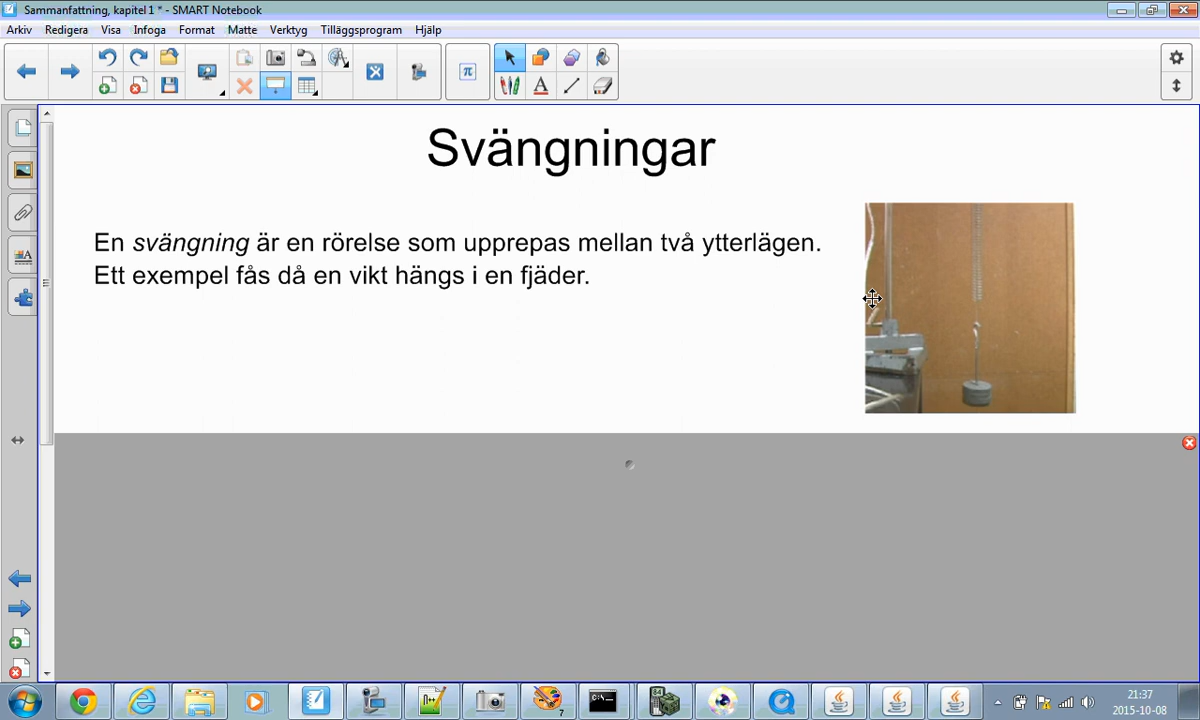 Sammanfattning, kapitel 1 * - SMART Notebook
Arkiv Redigera Visa Infoga Format Matte Verktyg Tilläggsprogram Hjälp
π
A
Svängningar
En svängning är en rörelse som upprepas mellan två ytterlägen.
Ett exempel fås då en vikt hängs i en fjäder.
21:37
2015-10-08